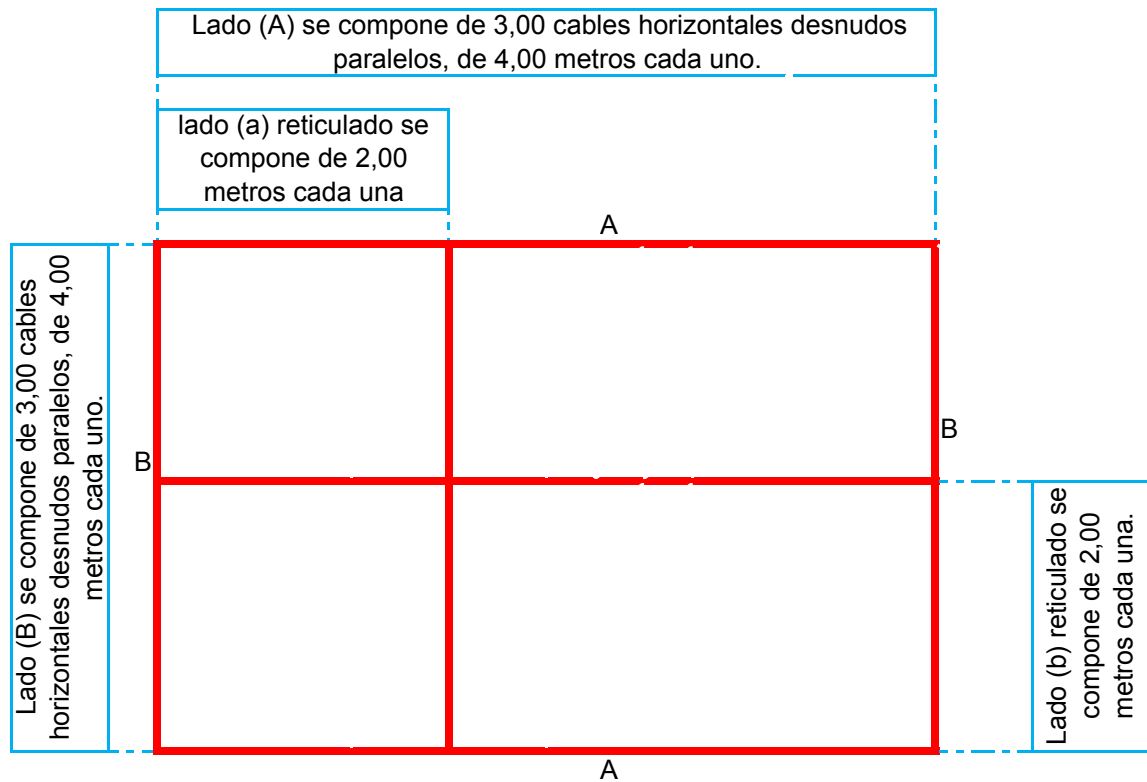 Lado (A) se compone de 3,00 cables horizontales desnudos
paralelos, de 4,00 metros cada uno.
lado (a) reticulado se
compone de 2,00
metros cada una
A
Lado (B) se compone de 3,00 cables
horizontales desnudos paralelos, de 4,00
metros cada uno.
B
B
Lado (b) reticulado se
compone de 2,00
metros cada una.
A